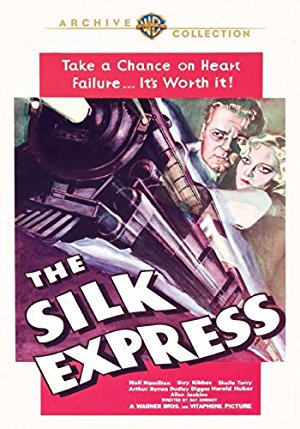 ARCHIVE WB COLLECTION
Take a Chance on Heart
Failure... It's Worth it!
THE
SILK
EXPRESS
Neil Hamilton Guy Kibbee Sheila Terry
Arthur Byron Dudley Digges Harold Huber
Allen Jenkins
DIRECTED BY RAY ENRIGHT
A WARNER BROS. and VITAPHONE PICTURE